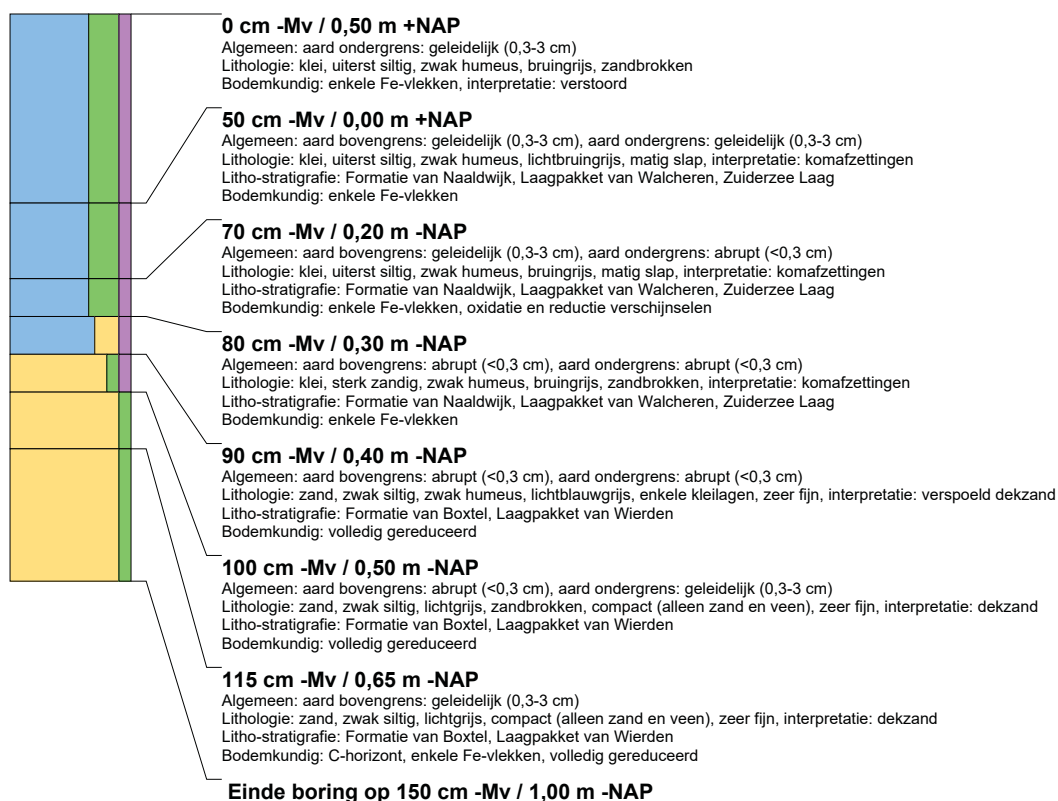 0 cm -Mv / 0,50 m +NAP
Algemeen: aard ondergrens: geleidelijk (0,3-3 cm)
Lithologie: klei, uiterst siltig, zwak humeus, bruingrijs, zandbrokken
Bodemkundig: enkele Fe-vlekken, interpretatie: verstoord
50 cm -Mv / 0,00 m +NAP
Algemeen: aard bovengrens: geleidelijk (0,3-3 cm), aard ondergrens: geleidelijk (0,3-3 cm)
Lithologie: klei, uiterst siltig, zwak humeus, lichtbruingrijs, matig slap, interpretatie: komafzettingen
Litho-stratigrafie: Formatie van Naaldwijk, Laagpakket van Walcheren, Zuiderzee Laag
Bodemkundig: enkele Fe-vlekken
70 cm -Mv / 0,20 m -NAP
Algemeen: aard bovengrens: geleidelijk (0,3-3 cm), aard ondergrens: abrupt (<0,3 cm)
Lithologie: klei, uiterst siltig, zwak humeus, bruingrijs, matig slap, interpretatie: komafzettingen
Litho-stratigrafie: Formatie van Naaldwijk, Laagpakket van Walcheren, Zuiderzee Laag
Bodemkundig: enkele Fe-vlekken, oxidatie en reductie verschijnselen
80 cm -Mv / 0,30 m -NAP
Algemeen: aard bovengrens: abrupt (<0,3 cm), aard ondergrens: abrupt (<0,3 cm)
Lithologie: klei, sterk zandig, zwak humeus, bruingrijs, zandbrokken, interpretatie: komafzettingen
Litho-stratigrafie: Formatie van Naaldwijk, Laagpakket van Walcheren, Zuiderzee Laag
Bodemkundig: enkele Fe-vlekken
90 cm -Mv / 0,40 m -NAP
Algemeen: aard bovengrens: abrupt (<0,3 cm), aard ondergrens: abrupt (<0,3 cm)
Lithologie: zand, zwak siltig, zwak humeus, lichtblauwgrijs, enkele kleilagen, zeer fijn, interpretatie: verspoeld dekzand
Litho-stratigrafie: Formatie van Boxtel, Laagpakket van Wierden
Bodemkundig: volledig gereduceerd
100 cm -Mv / 0,50 m -NAP
Algemeen: aard bovengrens: abrupt (<0,3 cm), aard ondergrens: geleidelijk (0,3-3 cm)
Lithologie: zand, zwak siltig, lichtgrijs, zandbrokken, compact (alleen zand en veen), zeer fijn, interpretatie: dekzand
Litho-stratigrafie: Formatie van Boxtel, Laagpakket van Wierden
Bodemkundig: volledig gereduceerd
115 cm -Mv / 0,65 m -NAP
Algemeen: aard bovengrens: geleidelijk (0,3-3 cm)
Lithologie: zand, zwak siltig, lichtgrijs, compact (alleen zand en veen), zeer fijn, interpretatie: dekzand
Litho-stratigrafie: Formatie van Boxtel, Laagpakket van Wierden
Bodemkundig: C-horizont, enkele Fe-vlekken, volledig gereduceerd
Einde boring op 150 cm -Mv / 1,00 m -NAP